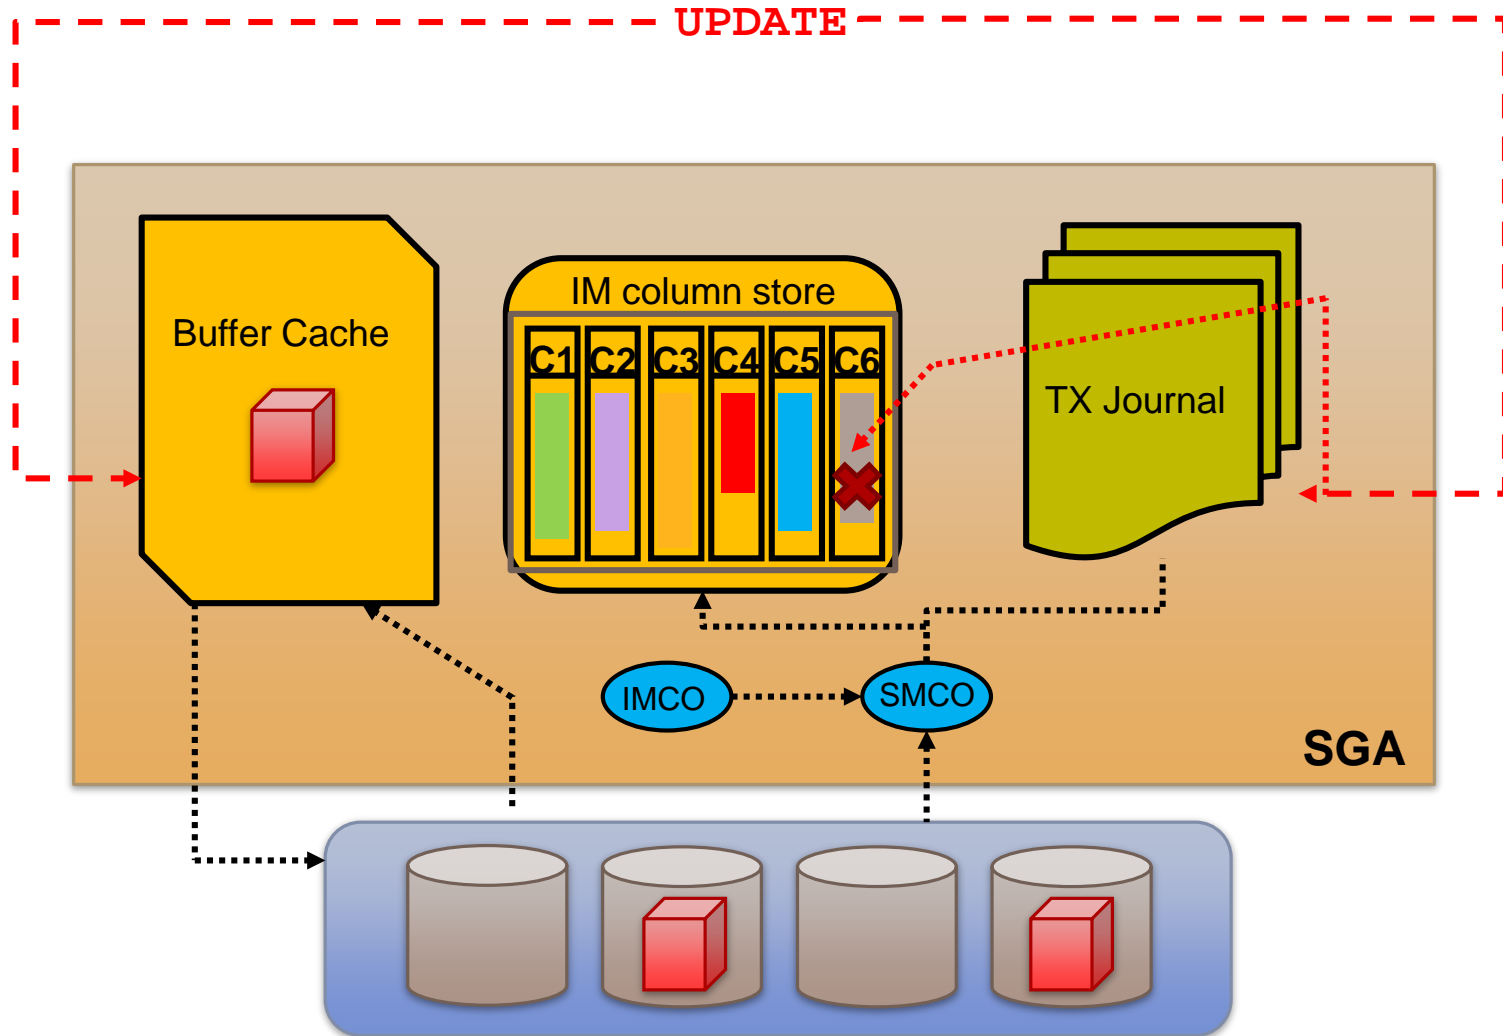 UPDATE
Buffer Cache
IM column store
C1 C2 C3 C4 C5 C6
TX Journal
IMCO
SMCO
SGA